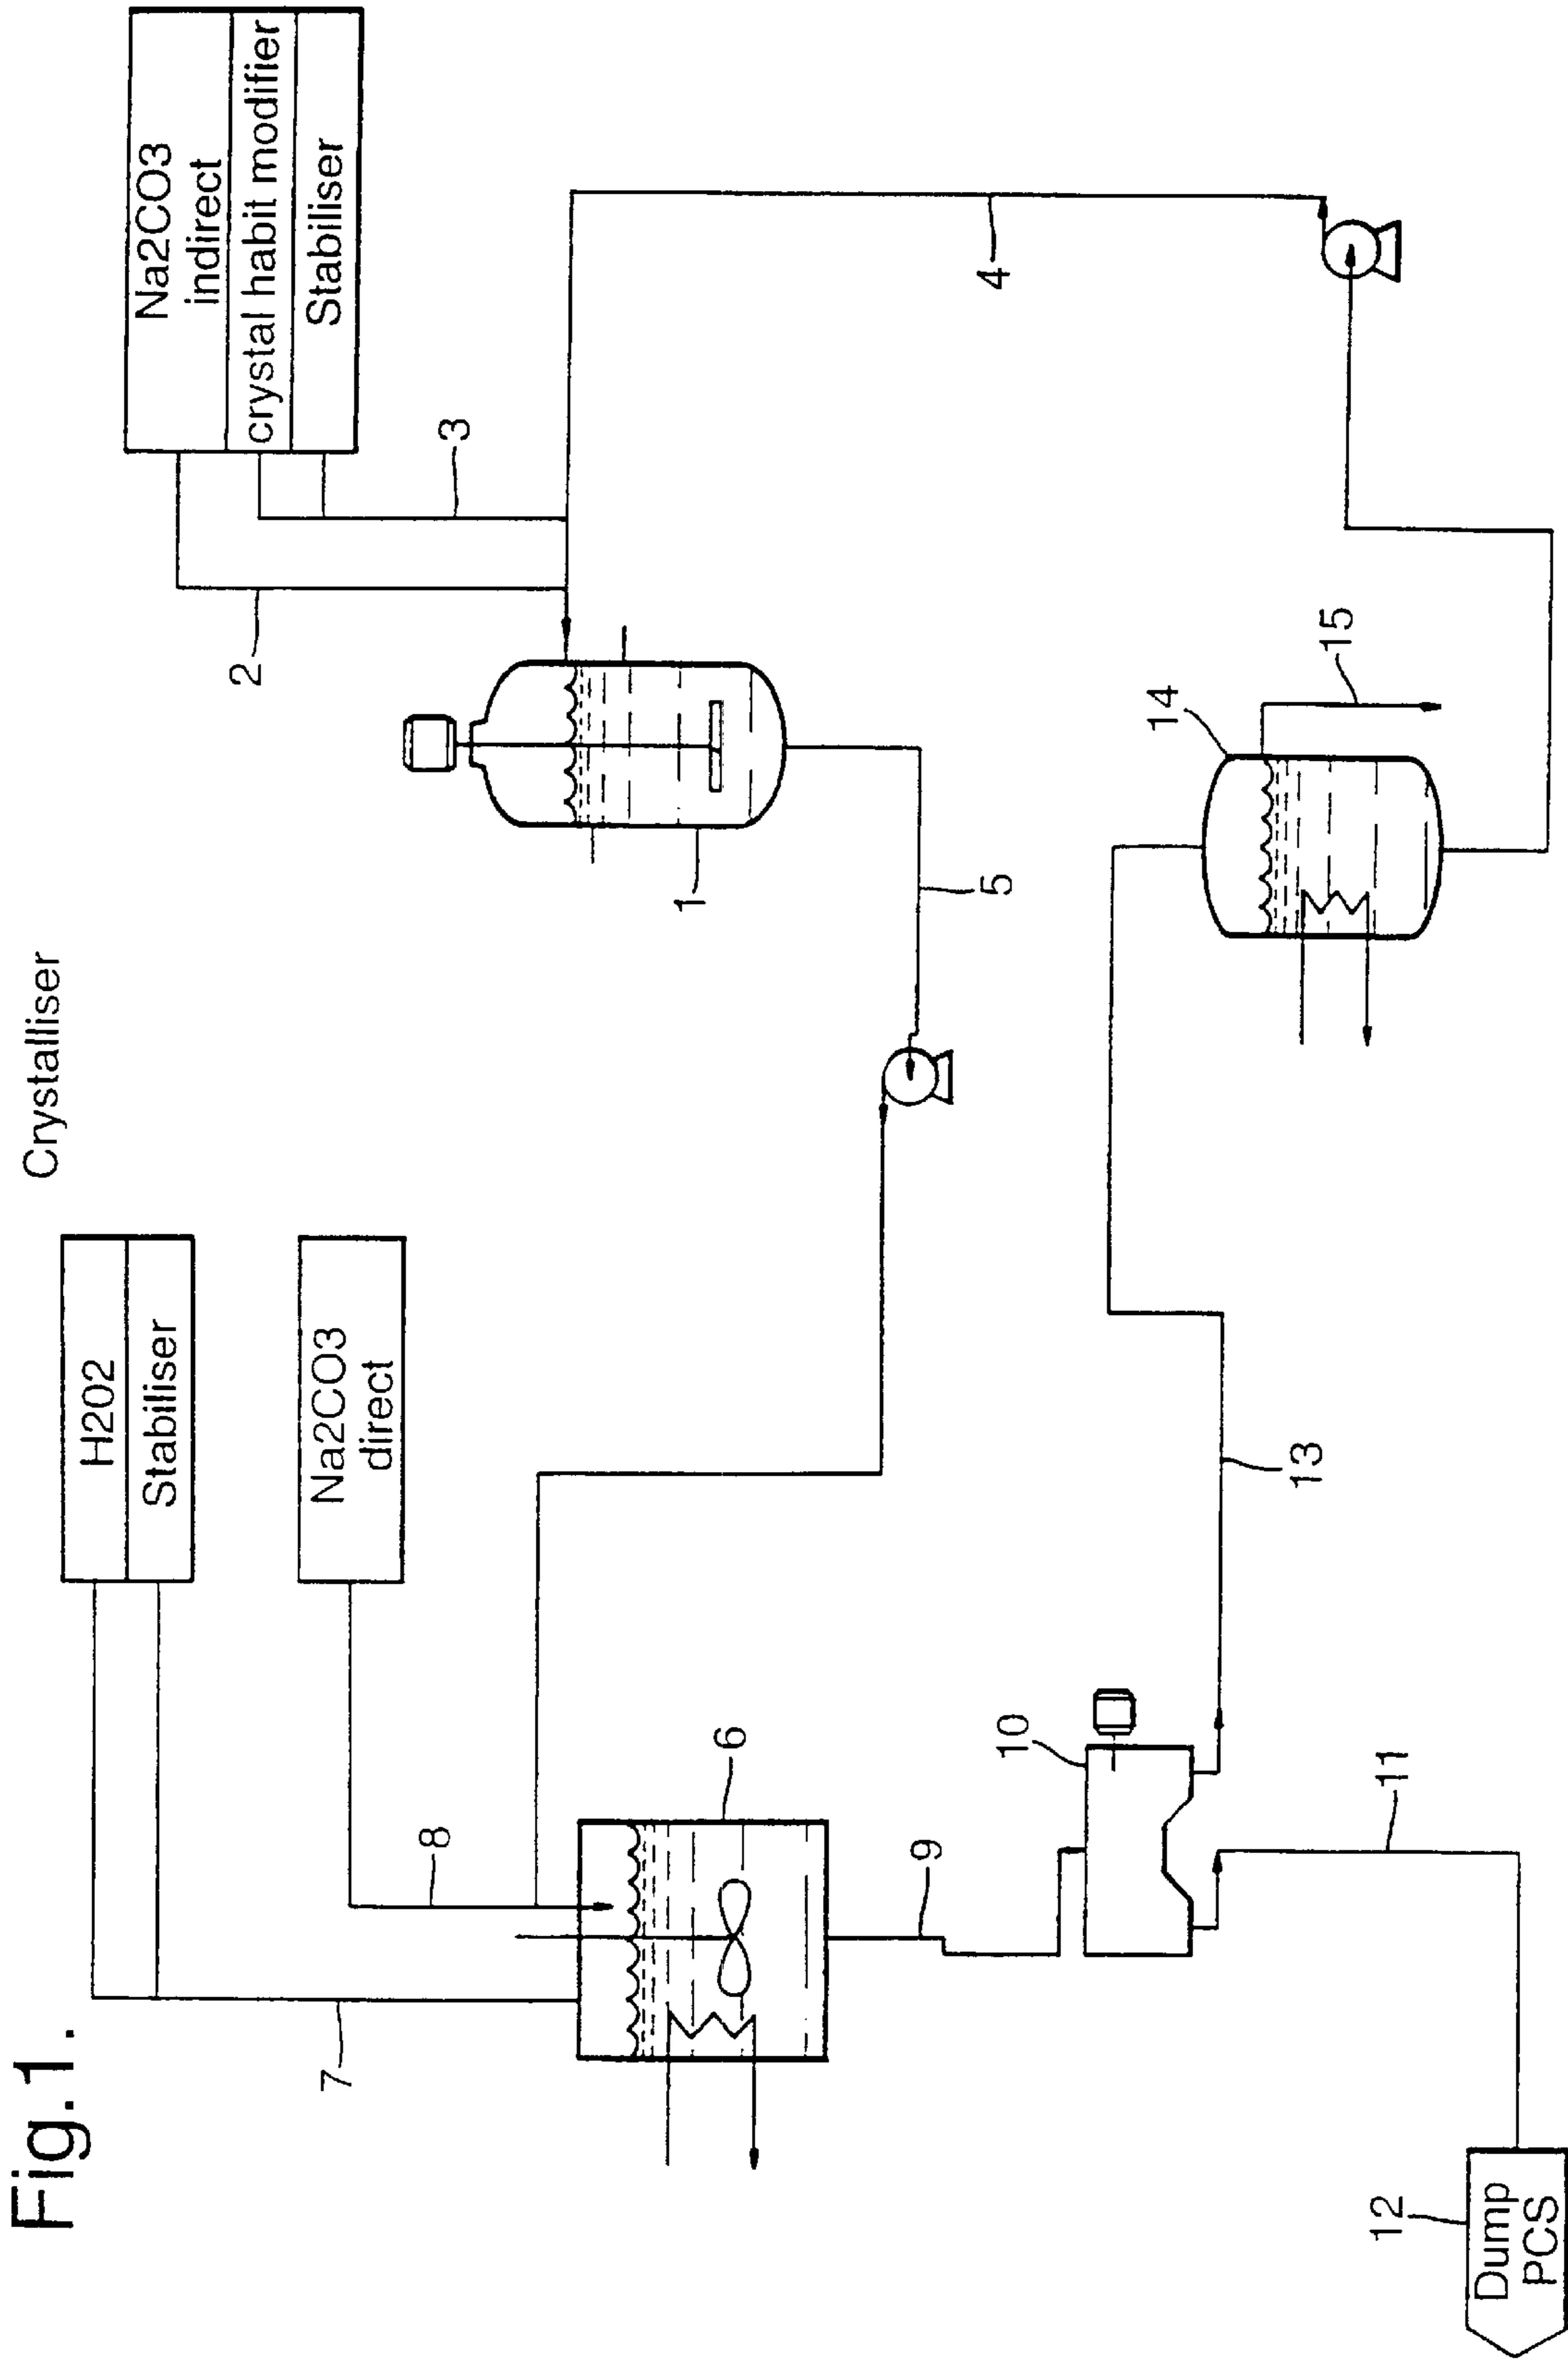 Fig.1.
Crystalliser
H2O2
Stabiliser
Na2CO3
direct
Na2CO3
indirect
crystal habit modifier
Stabiliser
7
8
2
3
6
1
4
9
5
10
14
15
13
11
12
Dump
PCS